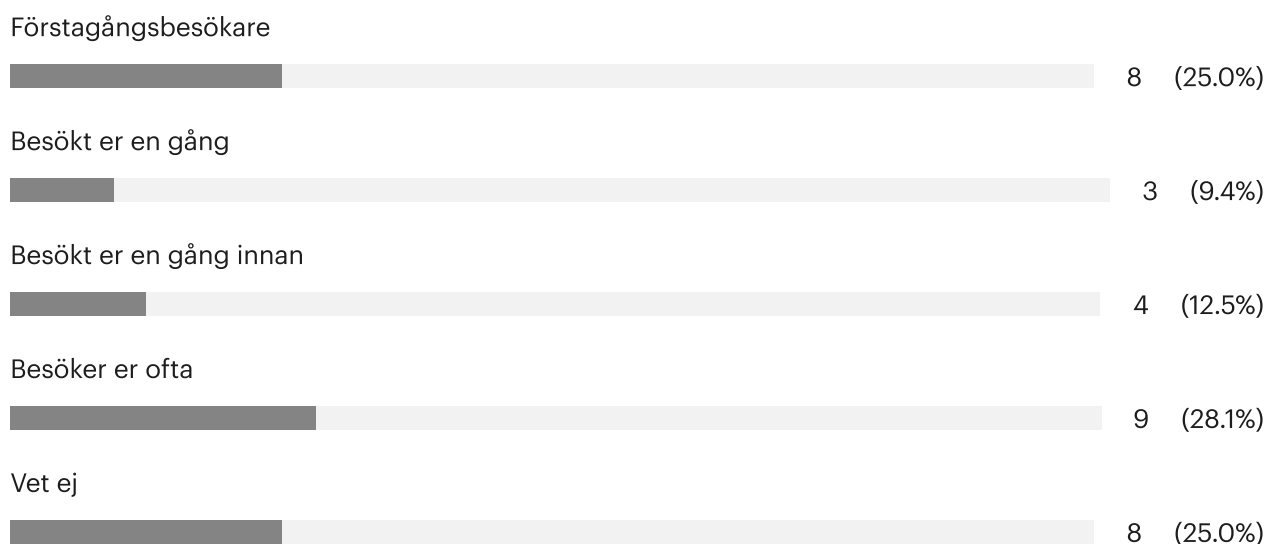 Förstagångsbesökare
8 (25.0%)
Besökt er en gång
3 (9.4%)
Besökt er en gång innan
4 (12.5%)
Besöker er ofta
9 (28.1%)
Vet ej
8 (25.0%)